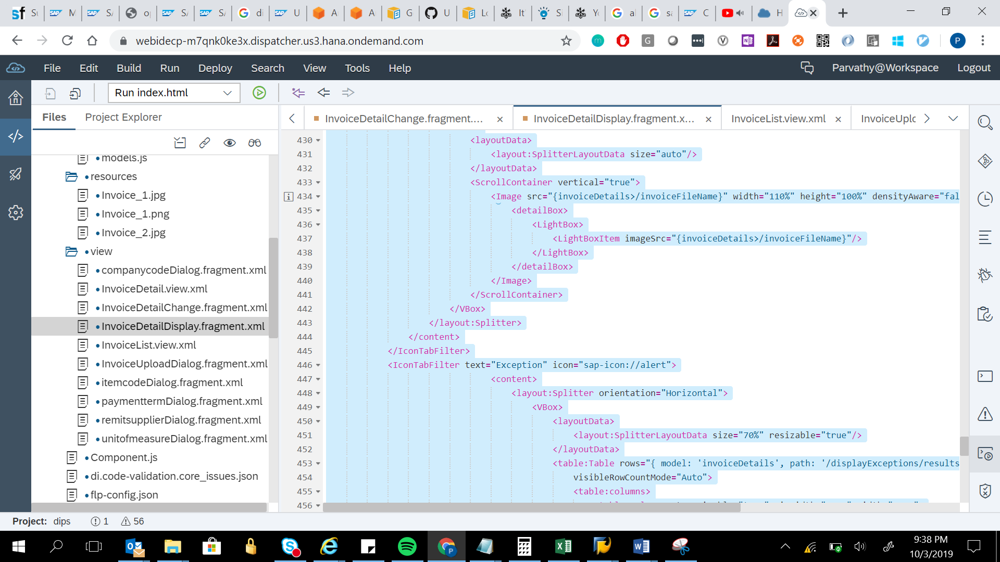 Su
M
SA
op
SA
SA
di
U
A
A
G
U
Lo
It'
Si
Yo
al
sa
C
H
webidecp-m7qnk0ke3x.dispatcher.us3.hana.ondemand.com
File Edit Build Run Deploy Search View Tools Help
Parvathy@Workspace Logout
Run index.html
Files Project Explorer
InvoiceDetailChange.fragment.... ×
InvoiceDetailDisplay.fragment.x... ×
InvoiceList.view.xml ×
InvoiceUplo
models.js
resources
Invoice_1.jpg
Invoice_1.png
Invoice_2.jpg
view
companycodeDialog.fragment.xml
InvoiceDetail.view.xml
InvoiceDetailChange.fragment.xml
InvoiceDetailDisplay.fragment.xml
InvoiceList.view.xml
InvoiceUploadDialog.fragment.xml
itemcodeDialog.fragment.xml
paymenttermDialog.fragment.xml
remitsupplierDialog.fragment.xml
unitofmeasureDialog.fragment.xml
Component.js
di.code-validation.core_issues.json
flp-config.json
430 <layoutData>
431 <layout:SplitterLayoutData size="auto"/>
432 </layoutData>
433 <ScrollContainer vertical="true">
434 <Image src="{invoiceDetails>/invoiceFileName}" width="110%" height="100%" densityAware="fal
435 <detailBox>
436 <LightBox>
437 <LightBoxItem imageSrc="{invoiceDetails>/invoiceFileName}"/>
438 </LightBox>
439 </detailBox>
440 </Image>
441 </ScrollContainer>
442 </VBox>
443 </layout:Splitter>
444 </content>
445 </IconTabFilter>
446 <IconTabFilter text="Exception" icon="sap-icon://alert">
447 <content>
448 <layout:Splitter orientation="Horizontal">
449 <VBox>
450 <layoutData>
451 <layout:SplitterLayoutData size="70%" resizable="true"/>
452 </layoutData>
453 <table:Table rows="{ model: 'invoiceDetails', path: '/displayExceptions/results
454 visibleRowCountMode="Auto">
455 <table:columns>
456
Project: dips 1 56
9:38 PM
10/3/2019